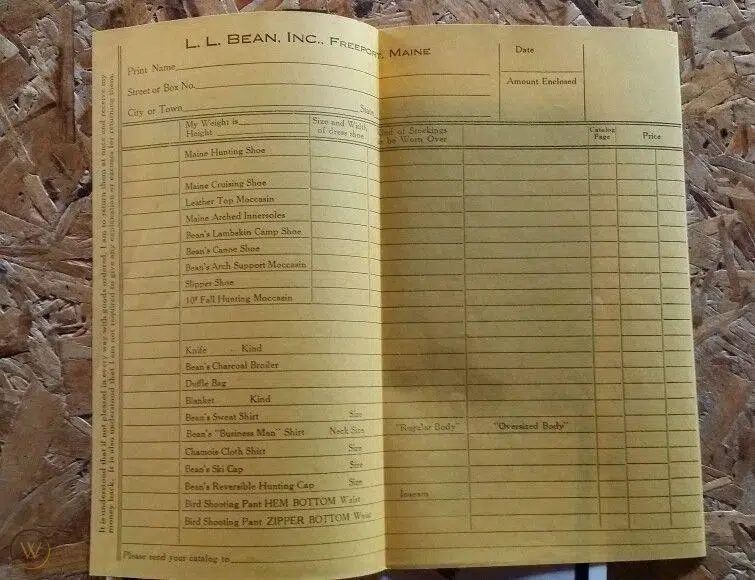 L. L. BEAN, INC., FREEPORT, MAINE
Date
Print Name
Amount Enclosed
Street or Box No.
City or Town State
My Weight is
Height
Size and Width
of dress shoe
Kind of Stockings
to be Worn Over
Catalog
Page
Price
Maine Hunting Shoe
Maine Cruising Shoe
Leather Top Moccasin
Maine Arched Innersoles
Bean's Lambskin Camp Shoe
Bean's Canoe Shoe
Bean's Arch Support Moccasin
Slipper Shoe
10" Fall Hunting Moccasin
Knife Kind
Bean's Charcoal Broiler
Duffle Bag
Blanket Kind
Bean's Sweat Shirt Size
Bean's "Business Man" Shirt Neck Size "Regular Body" "Oversized Body"
Chamois Cloth Shirt Size
Bean's Ski Cap Size
Bean's Reversible Hunting Cap Size
Bird Shooting Pant HEM BOTTOM Waist Inseam
Bird Shooting Pant ZIPPER BOTTOM Waist
Please send your catalog to
It is understood that if not pleased in every way with goods ordered, I am to return them at once and receive my
money back. It is also understood that I am not required to give any explanation or excuse for returning them.
W